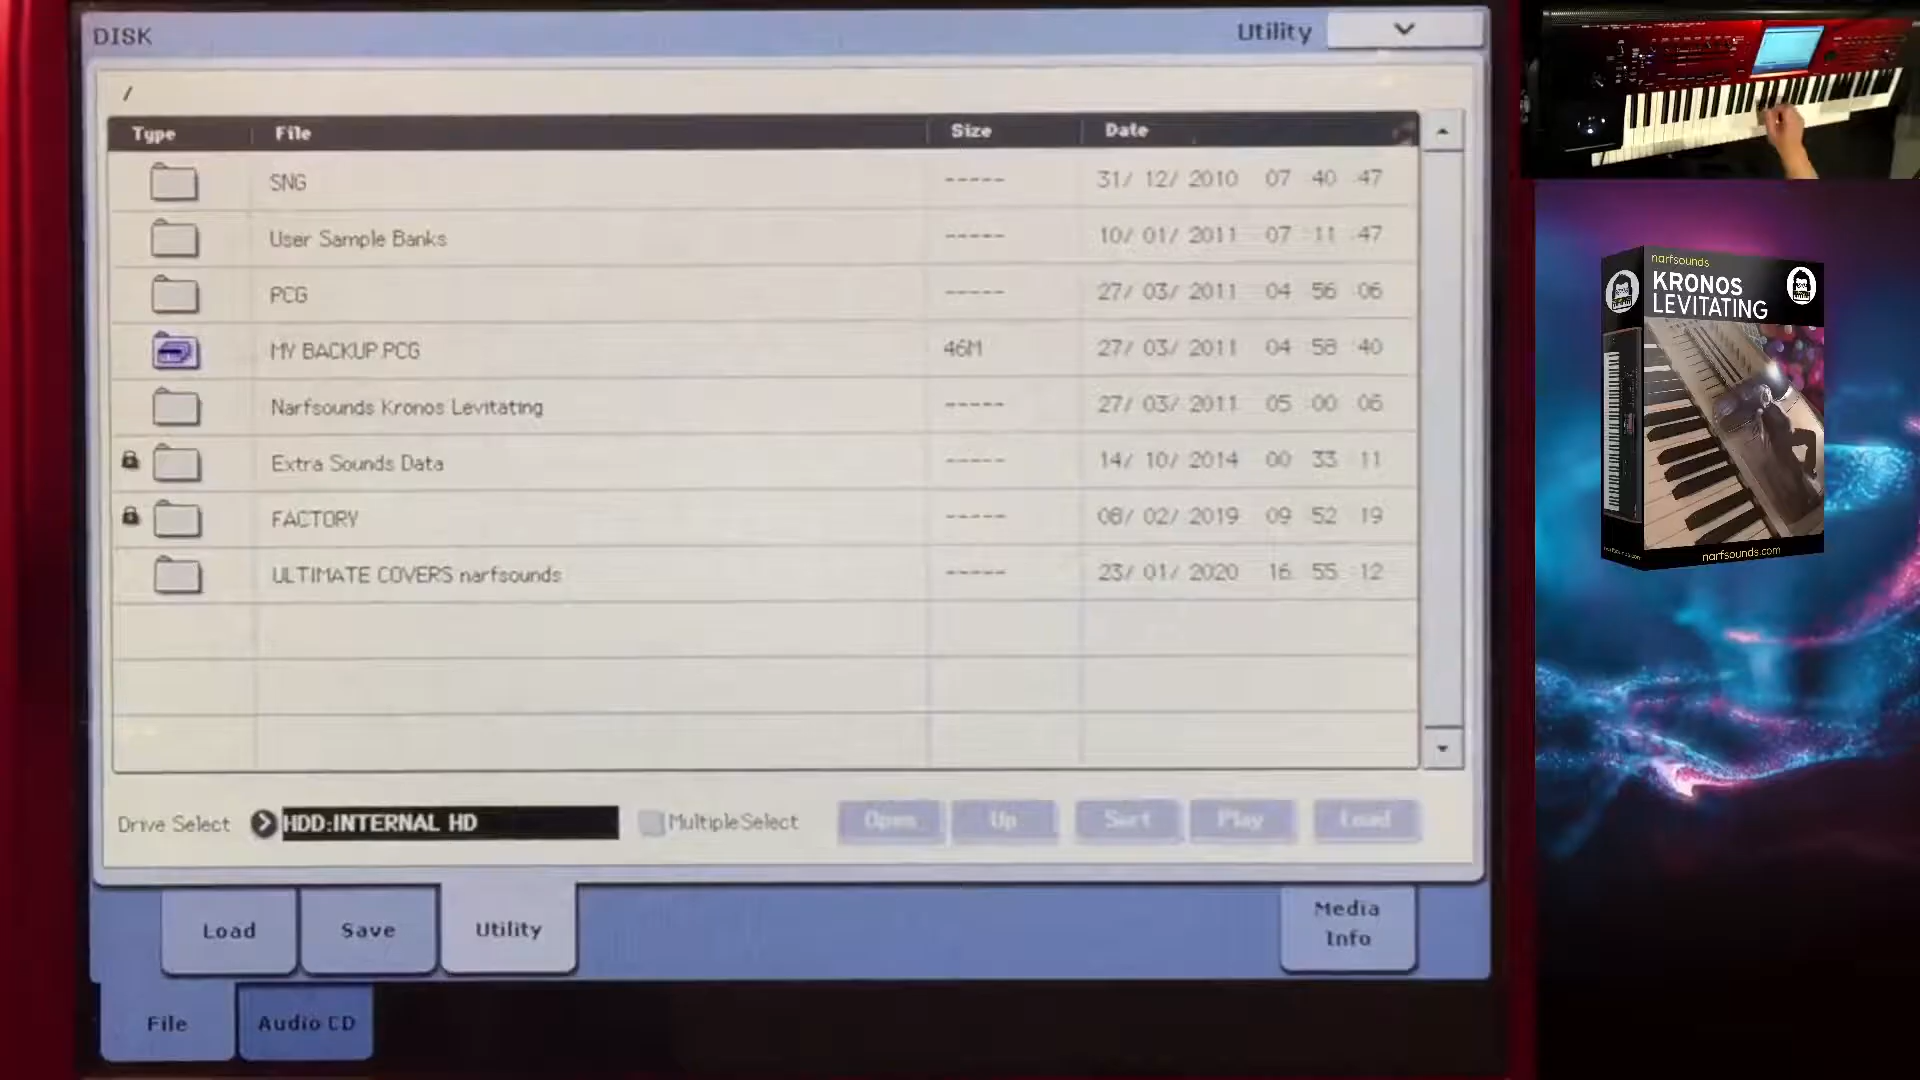 DISK
Utility
/
Type File Size Date
SNG ----- 31/ 12/ 2010 07 :40 :47
User Sample Banks ----- 10/ 01/ 2011 07 :11 :47
PCG ----- 27/ 03/ 2011 04 :56 :06
MY BACKUP.PCG 46M 27/ 03/ 2011 04 :58 :40
Narfsounds Kronos Levitating ----- 27/ 03/ 2011 05 :00 :06
Extra Sounds Data ----- 14/ 10/ 2014 00 :33 :11
FACTORY ----- 08/ 02/ 2019 09 :52 :19
ULTIMATE COVERS narfsounds ----- 23/ 01/ 2020 16 :55 :12
Drive Select HDD:INTERNAL HD Multiple Select Open Up Sort Play Load
Load Save Utility
Media
Info
File Audio CD
narfsounds
KRONOS
LEVITATING
narfsounds.com